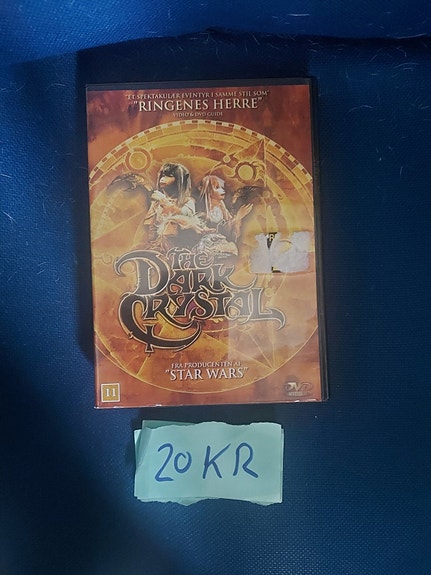 "ET SPEKTAKULÆR EVENTYR I SAMME STIL SOM"
"RINGENES HERRE"
VIDEO & DVD GUIDE
THE
DARK
CRYSTAL
FRA PRODUCENTEN AF
"STAR WARS"
11
DVD
20 KR